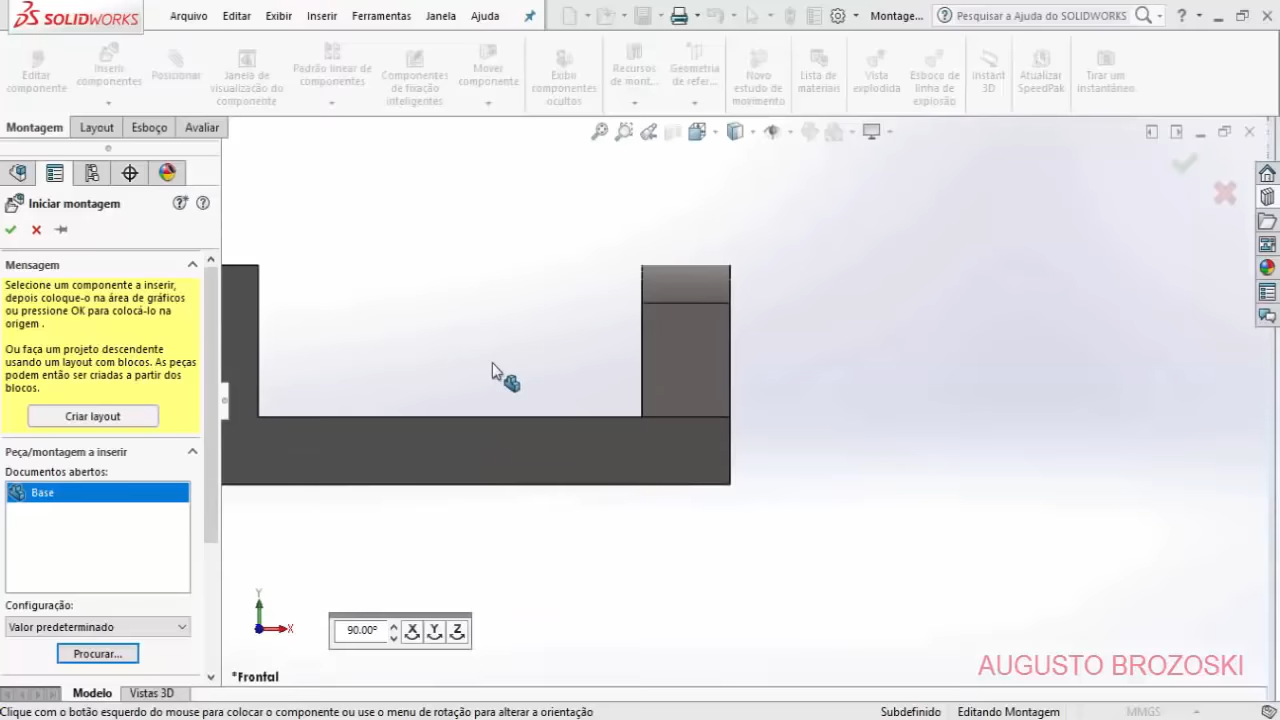 SOLIDWORKS
Arquivo Editar Exibir Inserir Ferramentas Janela Ajuda
Montage...
Pesquisar a Ajuda do SOLIDWORKS
Editar componente
Inserir componentes
Posicionar
Janela de visualização do componente
Padrão linear de componentes
Componentes de fixação inteligentes
Mover componente
Exibir componentes ocultos
Recursos de mont...
Geometria de refer...
Novo estudo de movimento
Lista de materiais
Vista explodida
Esboço de linha de explosão
Instant 3D
Atualizar SpeedPak
Tirar um instantâneo
Montagem Layout Esboço Avaliar
Iniciar montagem
Mensagem
Selecione um componente a inserir,
depois coloque-o na área de gráficos
ou pressione OK para colocá-lo na
origem .
Ou faça um projeto descendente
usando um layout com blocos. As peças
podem então ser criadas a partir dos
blocos.
Criar layout
Peça/montagem a inserir
Documentos abertos:
Base
Configuração:
Valor predeterminado
Procurar...
Y
X
90.00°
X Y Z
*Frontal
AUGUSTO BROZOSKI
Modelo Vistas 3D
Clique com o botão esquerdo do mouse para colocar o componente ou use o menu de rotação para alterar a orientação
Subdefinido Editando Montagem MMGS